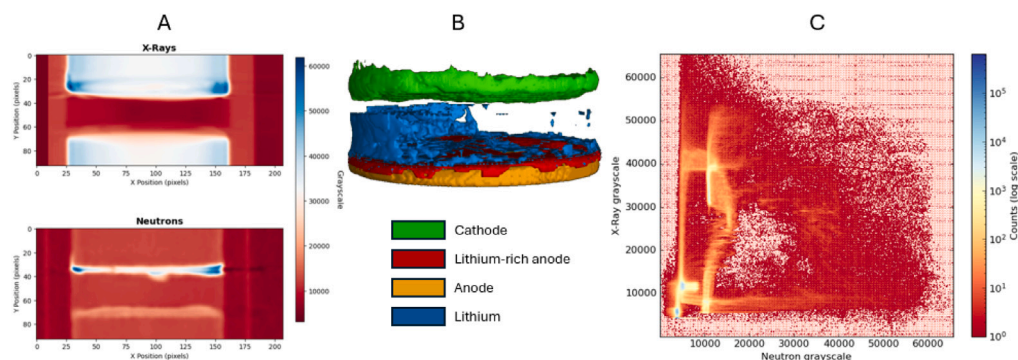 A
B
C
X-Rays
0
20
40
60
80
Y Position (pixels)
0 25 50 75 100 125 150 175 200
X Position (pixels)
Neutrons
0
20
40
60
80
Y Position (pixels)
0 25 50 75 100 125 150 175 200
X Position (pixels)
60000
50000
40000
30000
20000
10000
Grayscale
Cathode
Lithium-rich anode
Anode
Lithium
60000
50000
40000
30000
20000
10000
X-Ray grayscale
10000 20000 30000 40000 50000 60000
Neutron grayscale
10⁵
10⁴
10³
10²
10¹
10⁰
Counts (log scale)